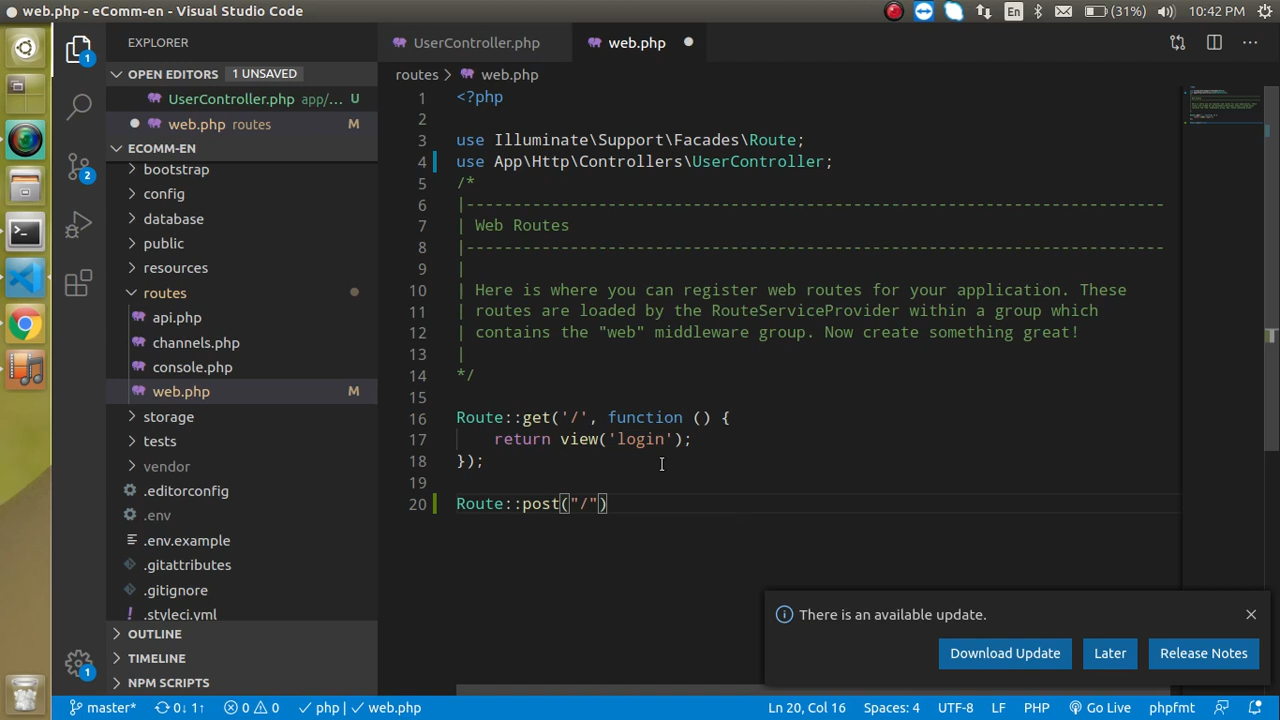 web.php - eComm-en - Visual Studio Code
En
(31%)
10:42 PM
EXPLORER
OPEN EDITORS 1 UNSAVED
UserController.php app/... U
web.php routes M
ECOMM-EN
bootstrap
config
database
public
resources
routes
api.php
channels.php
console.php
web.php M
storage
tests
vendor
.editorconfig
.env
.env.example
.gitattributes
.gitignore
.styleci.yml
OUTLINE
TIMELINE
NPM SCRIPTS
1
2
1
UserController.php
web.php
routes > web.php
1 <?php
2
3 use Illuminate\Support\Facades\Route;
4 use App\Http\Controllers\UserController;
5 /*
6 |--------------------------------------------------------------------------
7 | Web Routes
8 |--------------------------------------------------------------------------
9 |
10 | Here is where you can register web routes for your application. These
11 | routes are loaded by the RouteServiceProvider within a group which
12 | contains the "web" middleware group. Now create something great!
13 |
14 */
15
16 Route::get('/', function () {
17 return view('login');
18 });
19
20 Route::post("/")
There is an available update.
Download Update
Later
Release Notes
master* 0↓ 1↑ 0 0 php | web.php
Ln 20, Col 16 Spaces: 4 UTF-8 LF PHP Go Live phpfmt